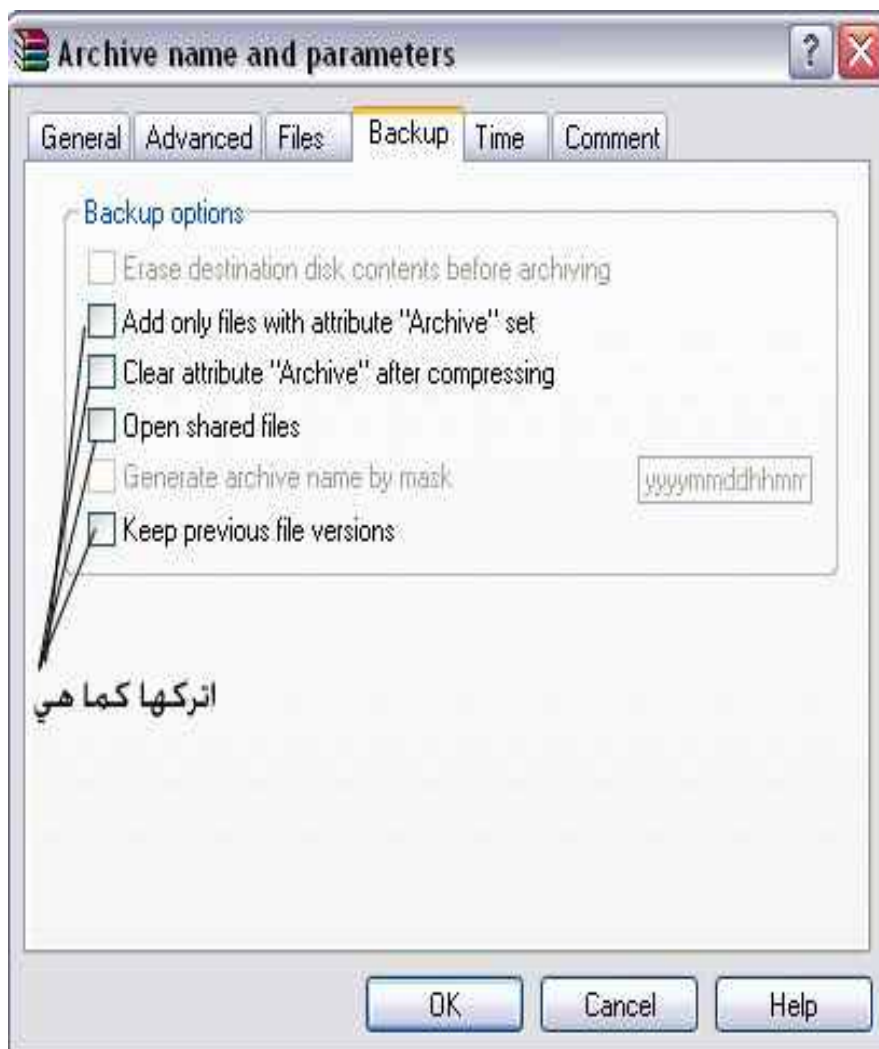 Archive name and parameters
General Advanced Files Backup Time Comment
Backup options
Erase destination disk contents before archiving
Add only files with attribute "Archive" set
Clear attribute "Archive" after compressing
Open shared files
Generate archive name by mask yyyymmddhhmm
Keep previous file versions
اتركها كما هي
OK Cancel Help